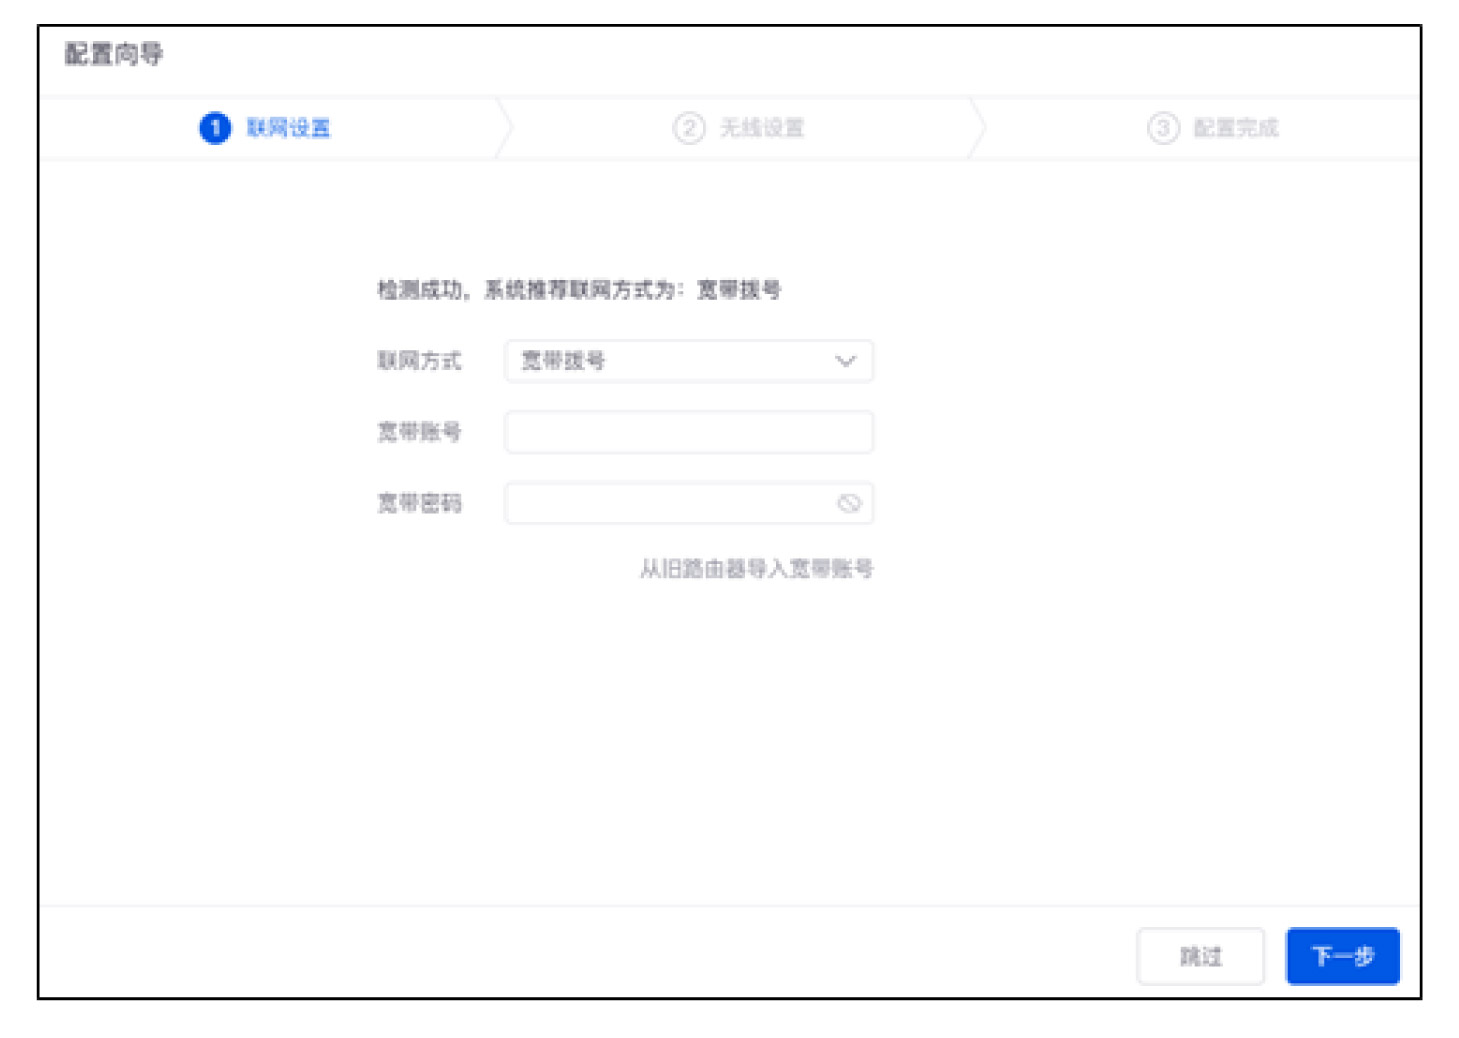 配置向导
1 联网设置
2 无线设置
3 配置完成
检测成功，系统推荐联网方式为：宽带拨号
联网方式 宽带拨号
宽带账号
宽带密码
从旧路由器导入宽带账号
跳过 下一步